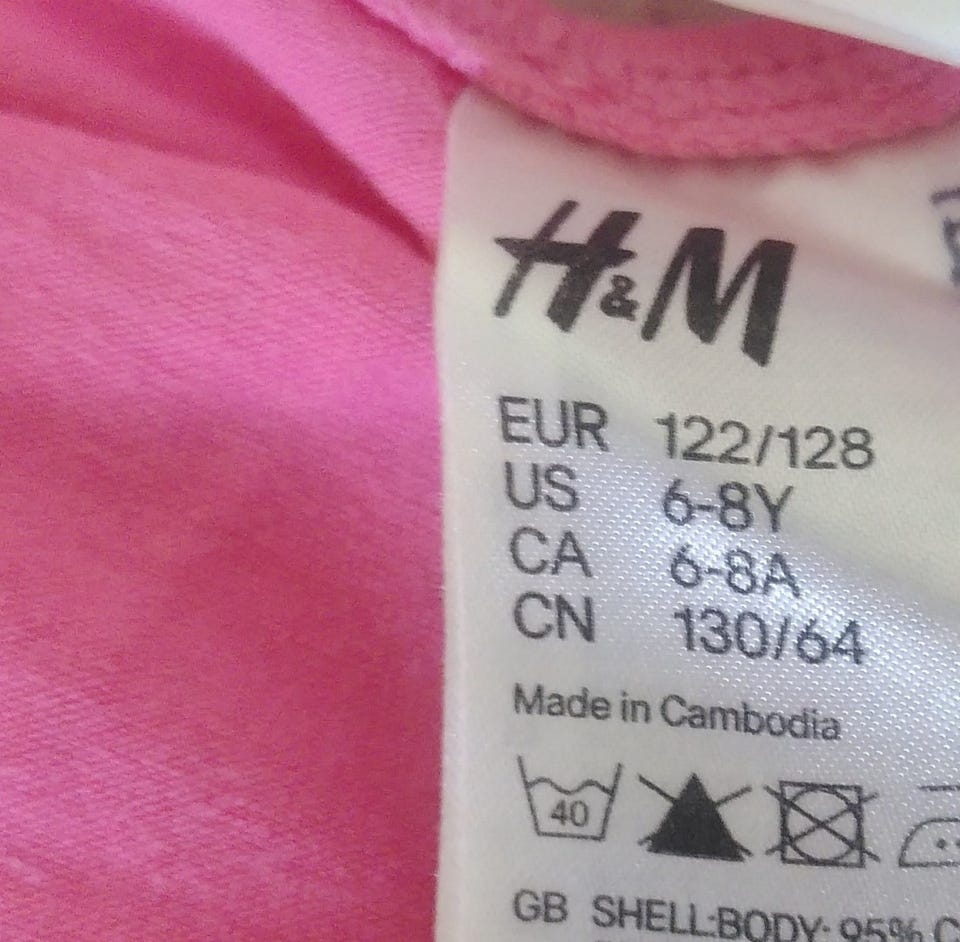 H&M
EUR 122/128
US 6-8Y
CA 6-8A
CN 130/64
Made in Cambodia
40
GB SHELL:BODY: 95%